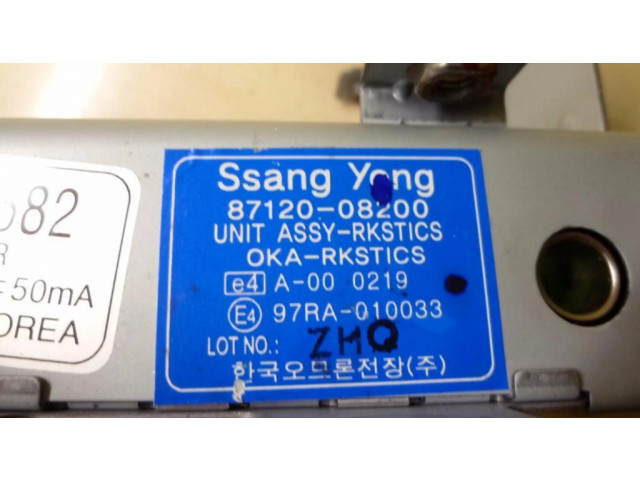 82
R
= 50mA
OREA
Ssang Yong
87120-08200
UNIT ASSY-RKSTICS
OKA-RKSTICS
e4 A-00 0219
E4 97RA-010033
LOT NO.: ZMQ
한국오므론전장(주)